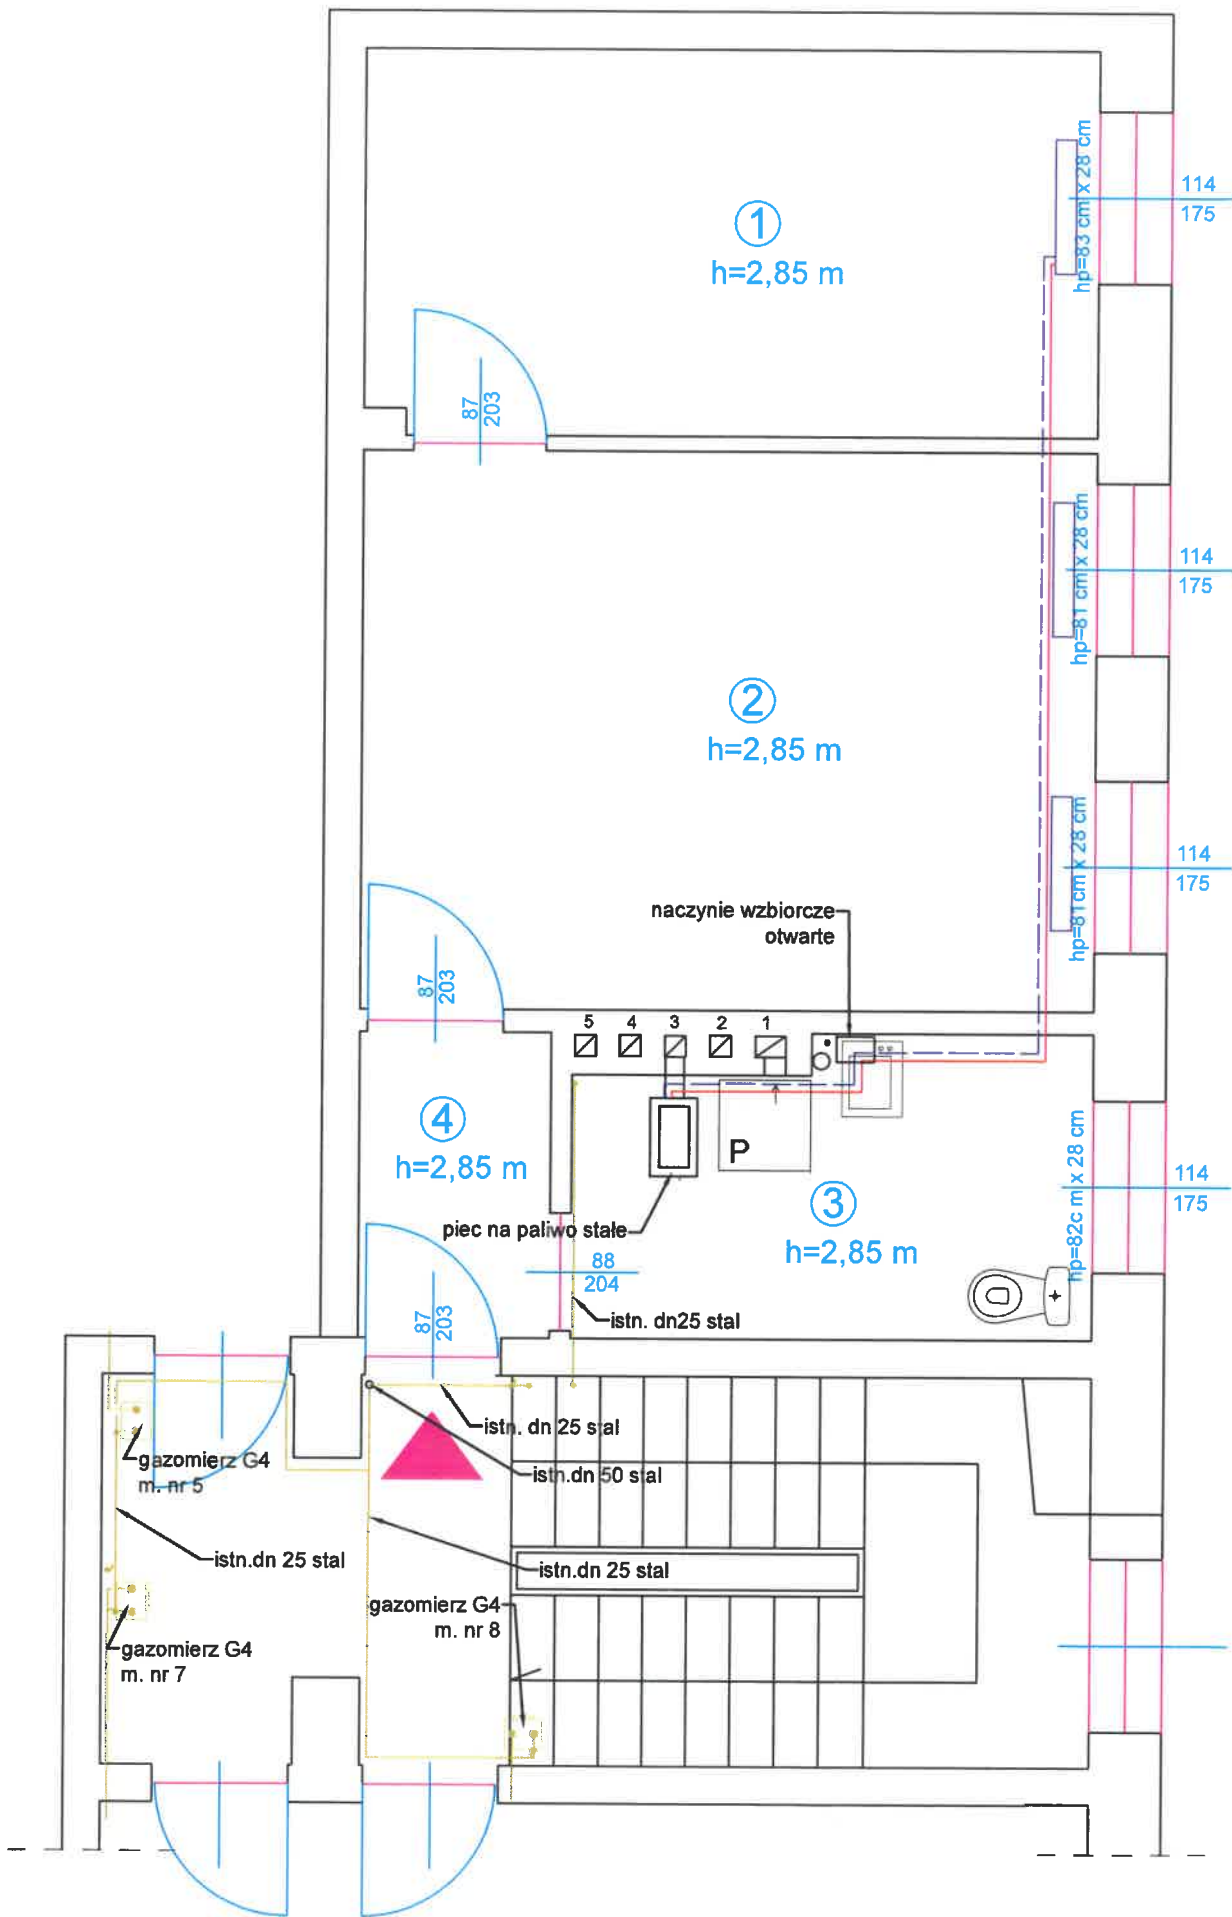 1
h=2,85 m
hp=83 cm x 28 cm
114
175
87
203
hp=81 cm x 28 cm
114
175
2
h=2,85 m
hp=81cm x 28 cm
114
175
naczynie wzbiorcze
otwarte
87
203
5 4 3 2 1
4
h=2,85 m
P
piec na paliwo stałe
3
h=2,85 m
hp=82c m x 28 cm
114
175
88
204
istn. dn25 stal
87
203
istn. dn 25 stal
gazomierz G4
m. nr 5
istn.dn 50 stal
istn.dn 25 stal
istn.dn 25 stal
gazomierz G4
m. nr 8
gazomierz G4
m. nr 7